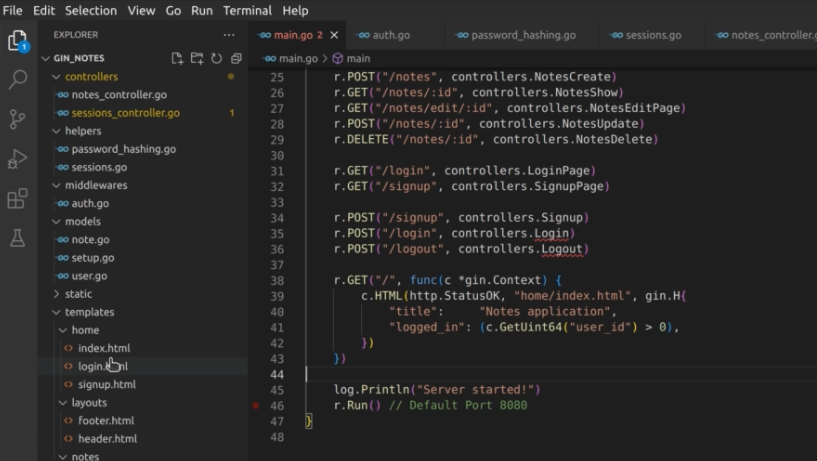 File Edit Selection View Go Run Terminal Help
EXPLORER
GIN_NOTES
controllers
notes_controller.go
sessions_controller.go 1
helpers
password_hashing.go
sessions.go
middlewares
auth.go
models
note.go
setup.go
user.go
static
templates
home
index.html
login.html
signup.html
layouts
footer.html
header.html
notes
1
main.go 2 auth.go password_hashing.go sessions.go notes_controller.g
main.go > main
25 r.POST("/notes", controllers.NotesCreate)
26 r.GET("/notes/:id", controllers.NotesShow)
27 r.GET("/notes/edit/:id", controllers.NotesEditPage)
28 r.POST("/notes/:id", controllers.NotesUpdate)
29 r.DELETE("/notes/:id", controllers.NotesDelete)
30
31 r.GET("/login", controllers.LoginPage)
32 r.GET("/signup", controllers.SignupPage)
33
34 r.POST("/signup", controllers.Signup)
35 r.POST("/login", controllers.Login)
36 r.POST("/logout", controllers.Logout)
37
38 r.GET("/", func(c *gin.Context) {
39 c.HTML(http.StatusOK, "home/index.html", gin.H{
40 "title": "Notes application",
41 "logged_in": (c.GetUint64("user_id") > 0),
42 })
43 })
44
45 log.Println("Server started!")
46 r.Run() // Default Port 8080
47 }
48